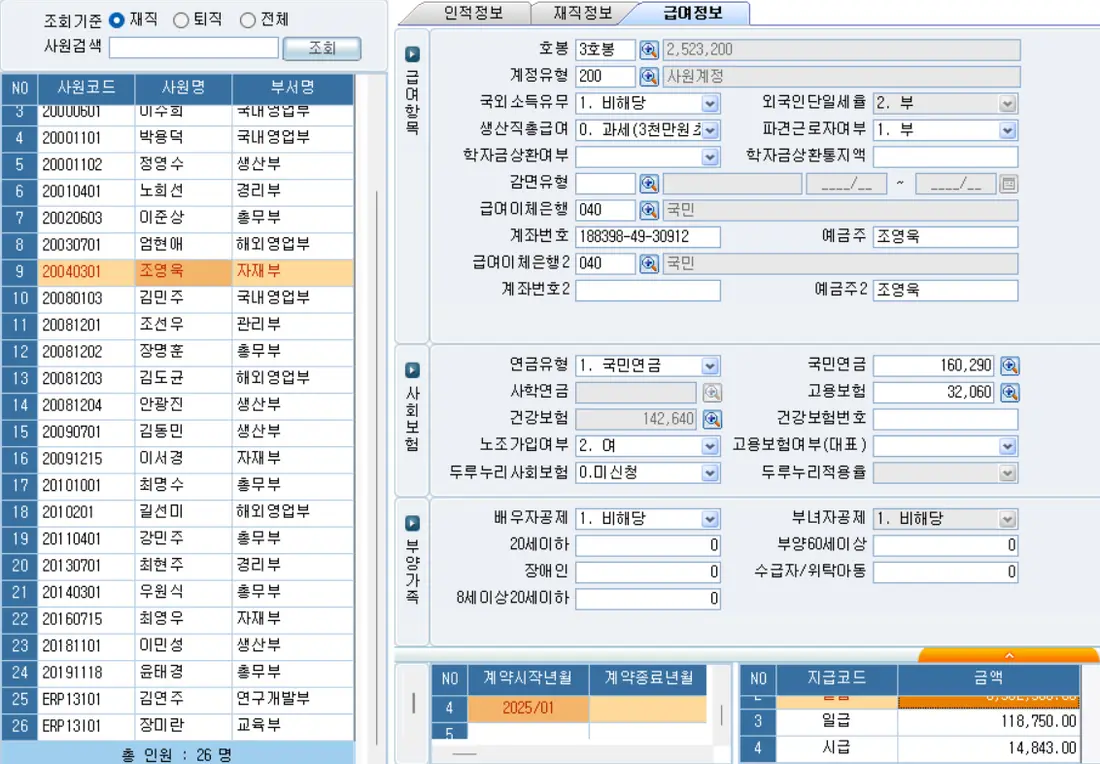 조회기준 재직 퇴직 전체
사원검색 조회
NO 사원코드 사원명 부서명
3 20000601 이수희 국내영업부
4 20001101 박용덕 국내영업부
5 20001102 정영수 생산부
6 20010401 노희선 경리부
7 20020603 이준상 총무부
8 20030701 엄현애 해외영업부
9 20040301 조영욱 자재부
10 20080103 김민주 국내영업부
11 20081201 조선우 관리부
12 20081202 장명훈 총무부
13 20081203 김도균 해외영업부
14 20081204 안광진 생산부
15 20090701 김동민 생산부
16 20091215 이서경 자재부
17 20101001 최명수 총무부
18 2010201 길선미 해외영업부
19 20110401 강민주 총무부
20 20130701 최현주 경리부
21 20140301 우원식 총무부
22 20160715 최영우 자재부
23 20181101 이민성 생산부
24 20191118 윤태경 총무부
25 ERP13101 김연주 연구개발부
26 ERP13101 장미란 교육부
총 인원 : 26 명
인적정보 재직정보 급여정보
급여항목
호봉 3호봉 2,523,200
계정유형 200 사원계정
국외소득유무 1. 비해당 외국인단일세율 2. 부
생산직총급여 0. 과세(3천만원초 파견근로자여부 1. 부
학자금상환여부 학자금상환통지액
감면유형 ____/__ ~ ____/__
급여이체은행 040 국민
계좌번호 188398-49-30912 예금주 조영욱
급여이체은행2 040 국민
계좌번호2 예금주2 조영욱
사회보험
연금유형 1. 국민연금 국민연금 160,290
사학연금 고용보험 32,060
건강보험 142,640 건강보험번호
노조가입여부 2. 여 고용보험여부(대표)
두루누리사회보험 0.미신청 두루누리적용율
부양가족
배우자공제 1. 비해당 부녀자공제 1. 비해당
20세이하 0 부양60세이상 0
장애인 0 수급자/위탁아동 0
8세이상20세이하 0
NO 계약시작년월 계약종료년월
4 2025/01
5
NO 지급코드 금액
3 일급 118,750.00
4 시급 14,843.00